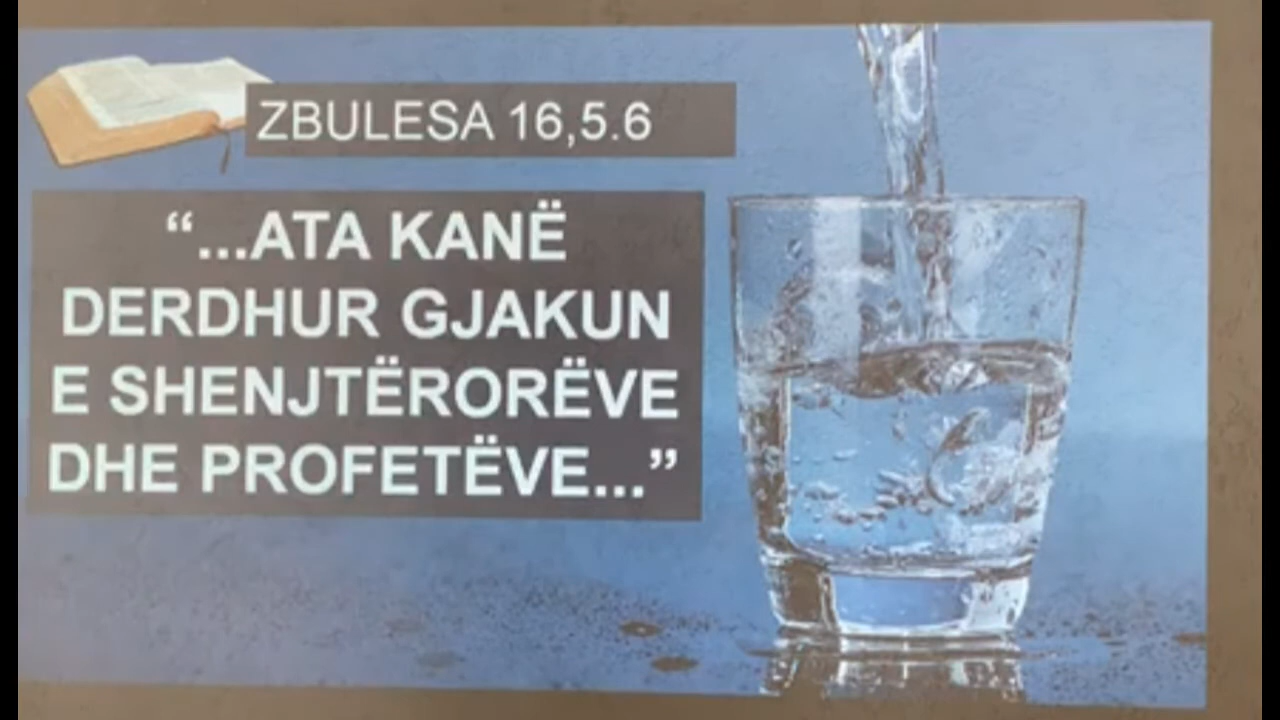 ZBULESA 16,5.6
“...ATA KANË
DERDHUR GJAKUN
E SHENJTËRORËVE
DHE PROFETËVE...”